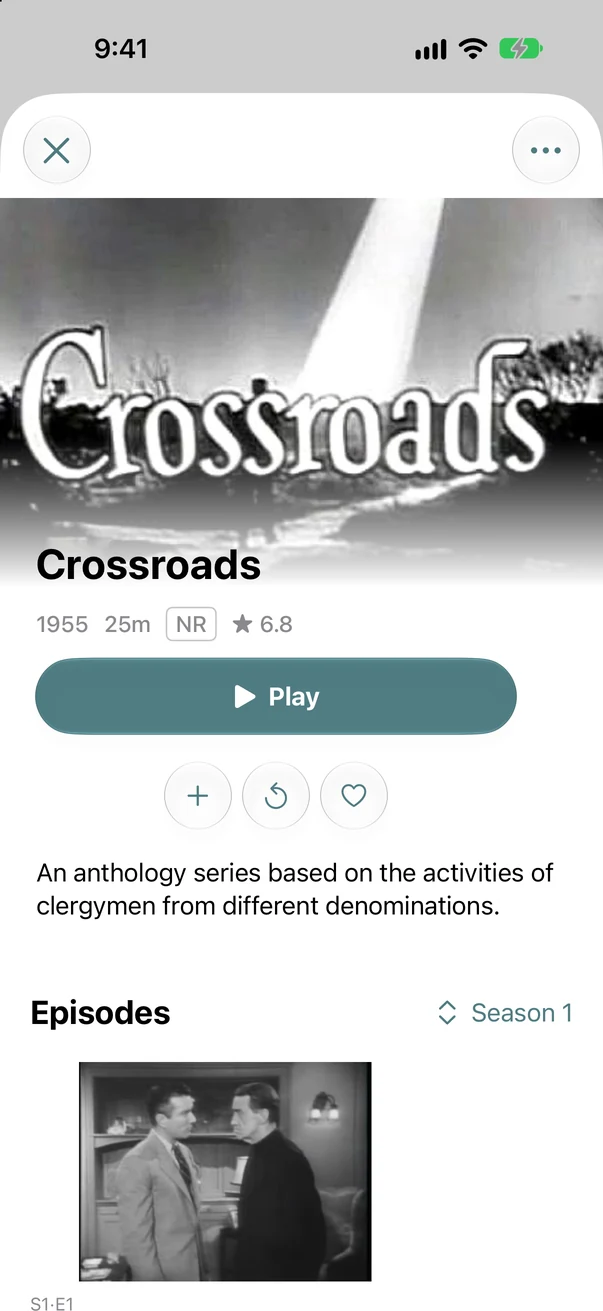 9:41
Crossroads
Crossroads
1955 25m NR ★ 6.8
Play
An anthology series based on the activities of
clergymen from different denominations.
Episodes
Season 1
S1·E1